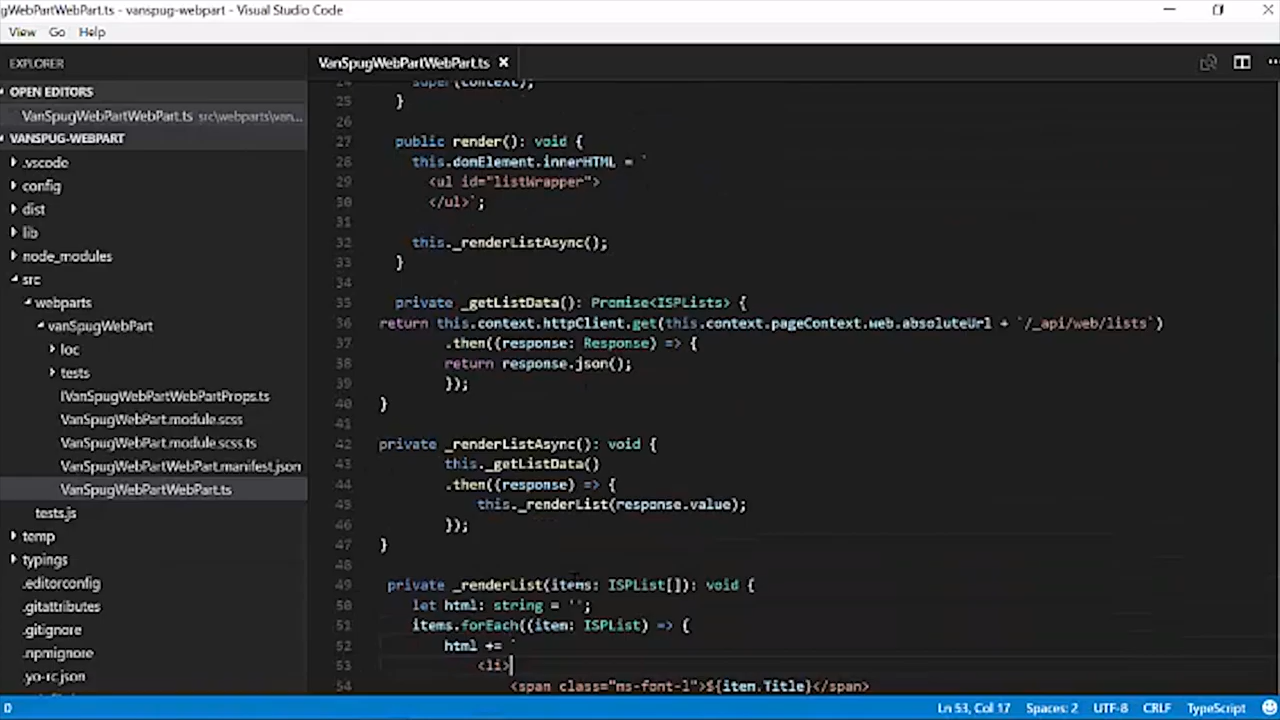 gWebPartWebPart.ts - vanspug-webpart - Visual Studio Code
View Go Help
EXPLORER
VanSpugWebPartWebPart.ts
OPEN EDITORS
VanSpugWebPartWebPart.ts src\webparts\van...
VANSPUG-WEBPART
.vscode
config
dist
lib
node_modules
src
webparts
vanSpugWebPart
loc
tests
IVanSpugWebPartWebPartProps.ts
VanSpugWebPart.module.scss
VanSpugWebPart.module.scss.ts
VanSpugWebPartWebPart.manifest.json
VanSpugWebPartWebPart.ts
tests.js
temp
typings
.editorconfig
.gitattributes
.gitignore
.npmignore
.yo-rc.json
24 super(context);
25 }
26
27 public render(): void {
28 this.domElement.innerHTML = `
29 <ul id="listWrapper">
30 </ul>`;
31
32 this._renderListAsync();
33 }
34
35 private _getListData(): Promise<ISPLists> {
36 return this.context.httpClient.get(this.context.pageContext.web.absoluteUrl + `/_api/web/lists`)
37 .then((response: Response) => {
38 return response.json();
39 });
40 }
41
42 private _renderListAsync(): void {
43 this._getListData()
44 .then((response) => {
45 this._renderList(response.value);
46 });
47 }
48
49 private _renderList(items: ISPList[]): void {
50 let html: string = '';
51 items.forEach((item: ISPList) => {
52 html += `
53 <li>
54 <span class="ms-font-l">${item.Title}</span>
0
Ln 53, Col 17 Spaces: 2 UTF-8 CRLF TypeScript